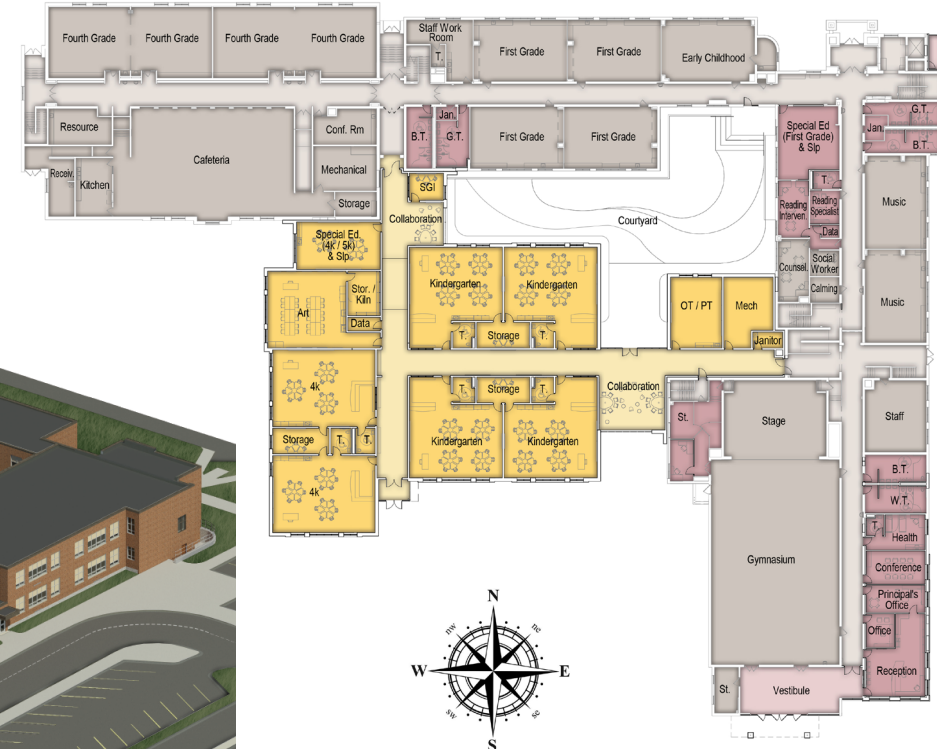 Fourth Grade
Fourth Grade
Fourth Grade
Fourth Grade
Staff Work
Room
T.
First Grade
First Grade
Early Childhood
Resource
Cafeteria
Conf. Rm
B.T.
Jan.
G.T.
First Grade
First Grade
Special Ed
(First Grade)
& Slp
Jan.
G.T.
B.T.
Receiv.
Kitchen
Mechanical
Storage
SGI
Collaboration
Courtyard
T.
Reading
Interven.
Reading
Specialist
Data
Music
Special Ed
(4k / 5k)
& Slp
Counsel.
Social
Worker
Calming
Art
Stor. /
Kiln
Data
Kindergarten
Kindergarten
T.
Storage
T.
OT / PT
Mech
Janitor
Music
4k
Storage
T.
T.
4k
T.
Storage
T.
Kindergarten
Kindergarten
Collaboration
St.
Stage
Staff
B.T.
W.T.
T.
Health
Gymnasium
Conference
Principal's
Office
Office
Reception
St.
Vestibule
N
nw
ne
W
E
sw
se
S